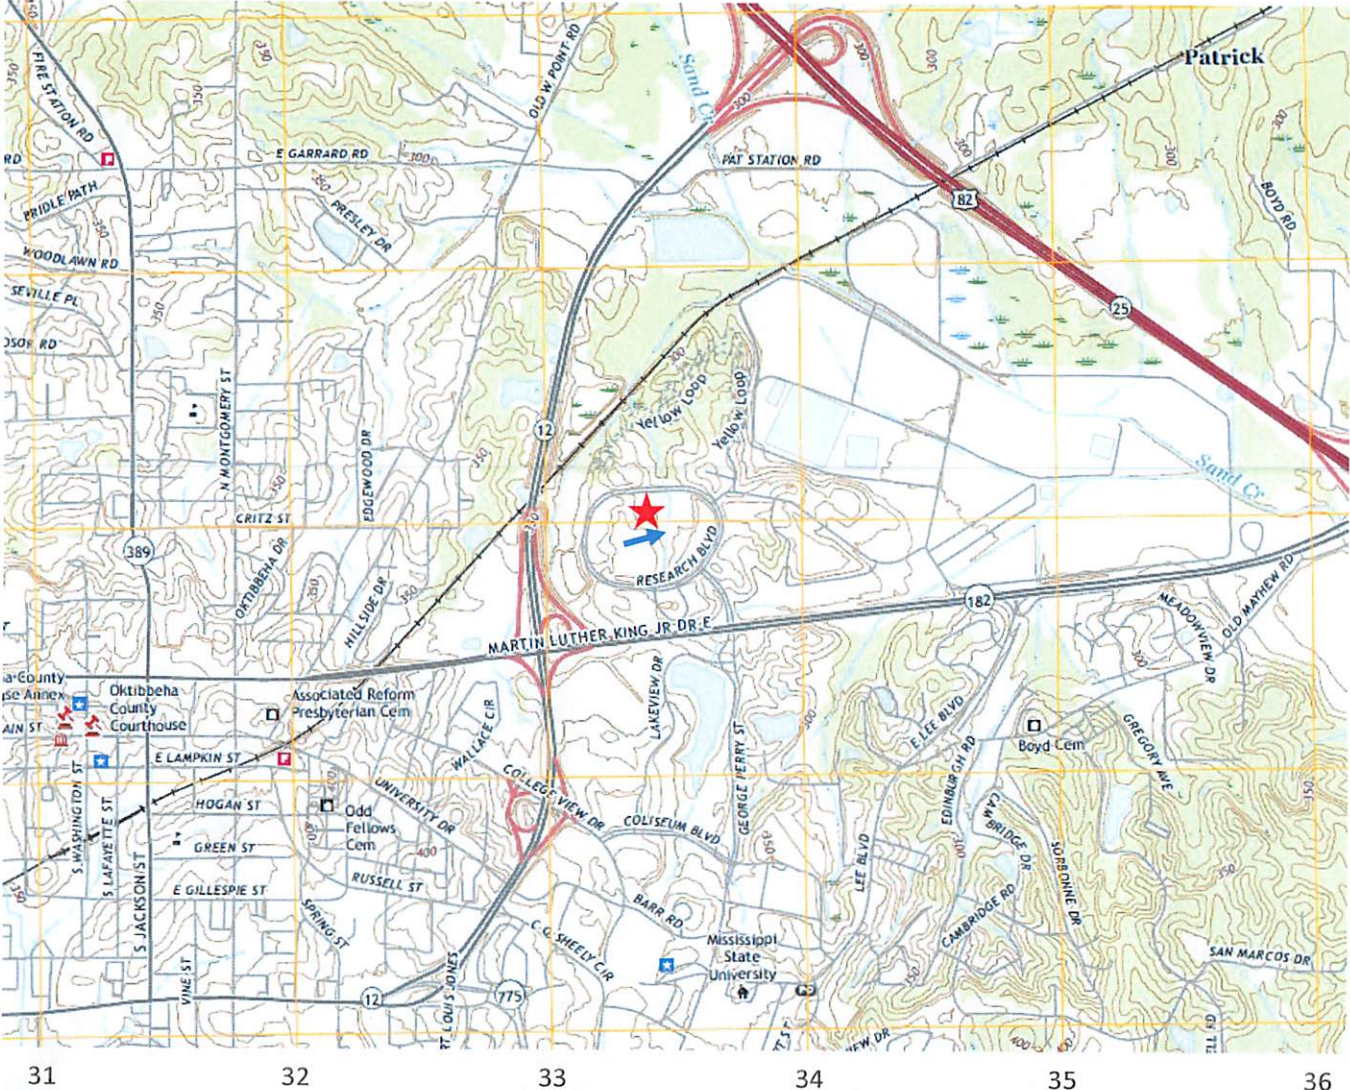 Patrick
FIRE STATION RD
OLD W POINT RD
Sand Cr
E GARRARD RD
PAT STATION RD
RD
BRIDLE PATH
PRESLEY DR
WOODLAWN RD
SEVILLE PL
BOYD RD
82
25
N MONTGOMERY ST
EDGEWOOD DR
12
Yellow Loop
Yellow Loop
Sand Cr
CRITZ ST
389
OKTIBBEHA DR
HILLSIDE DR
RESEARCH BLVD
182
MARTIN LUTHER KING JR DR E
MEADOWVIEW DR
OLD MAYHEW RD
Oktibbeha
County
Courthouse
Associated Reform
Presbyterian Cem
WALLACE CIR
LAKEVIEW DR
GEORGE PERRY ST
E LEE BLVD
EDINBURGH RD
Boyd Cem
GREGORY AVE
E LAMPKIN ST
HOGAN ST
GREEN ST
E GILLESPIE ST
S WASHINGTON ST
S LAFAYETTE ST
S JACKSON ST
Odd
Fellows
Cem
UNIVERSITY DR
COLLEGE VIEW DR
COLISEUM BLVD
RUSSELL ST
SPRING ST
VINE ST
BARR RD
C.Q. SHEELY CIR
LEE BLVD
CAMBRIDGE DR
CAMBRIDGE RD
SORBONNE DR
SAN MARCOS DR
Mississippi
State
University
12
775
31 32 33 34 35 36